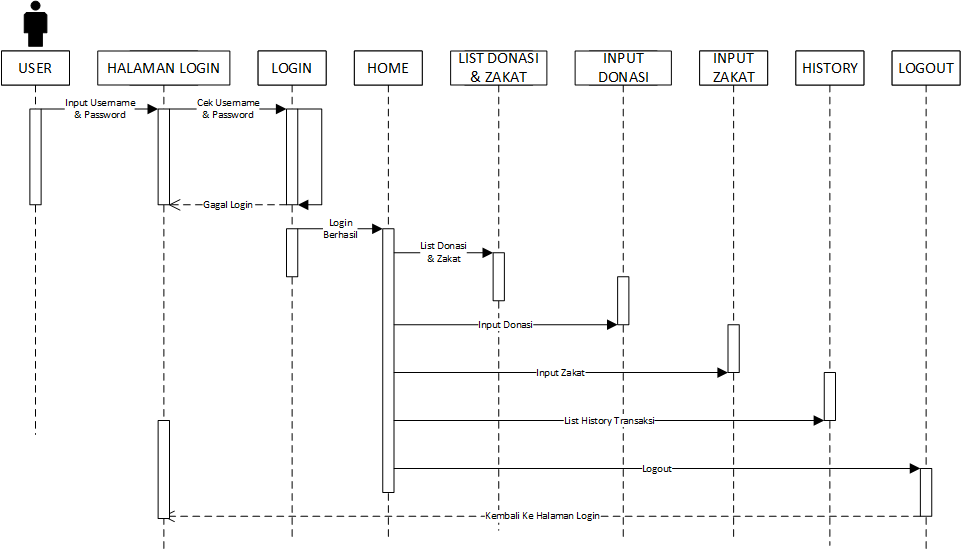 USER
HALAMAN LOGIN
LOGIN
HOME
LIST DONASI
& ZAKAT
INPUT
DONASI
INPUT
ZAKAT
HISTORY
LOGOUT
Input Username
& Password
Cek Username
& Password
Gagal Login
Login
Berhasil
List Donasi
& Zakat
Input Donasi
Input Zakat
List History Transaksi
Logout
Kembali Ke Halaman Login